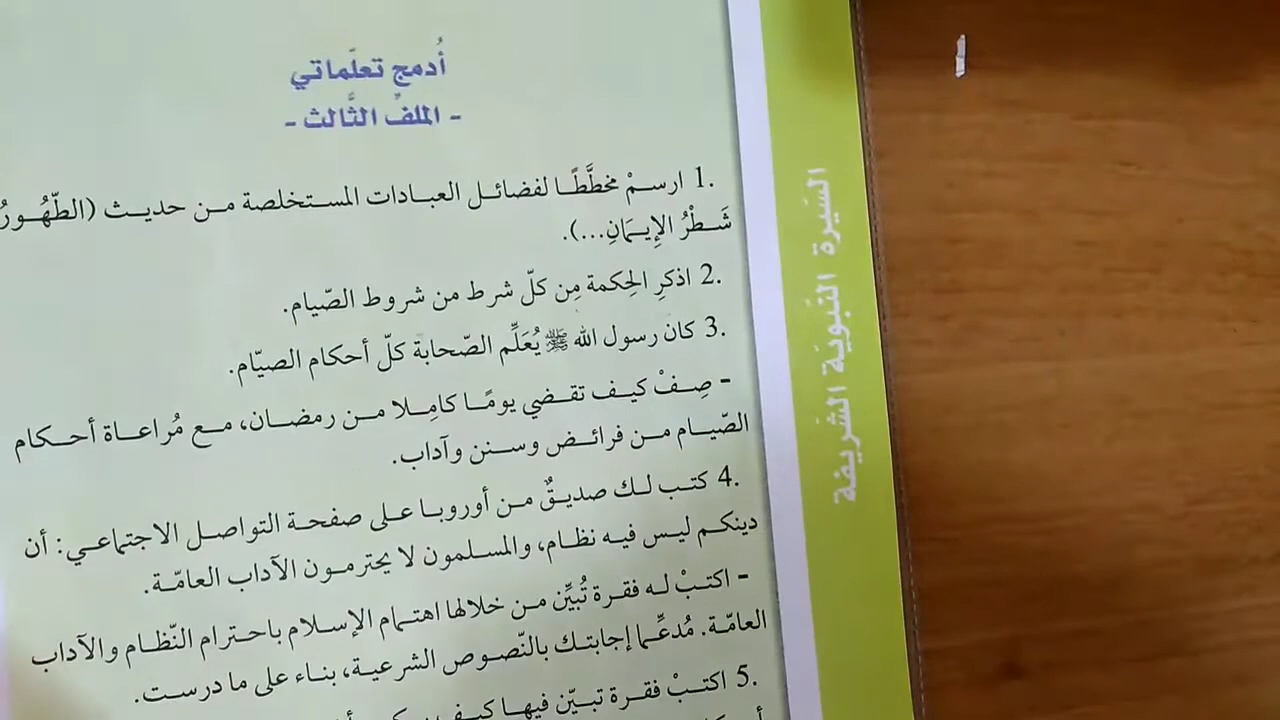 أُدمج تعلّماتي
- الملفّ الثَّالث -
1. ارسمْ مخطَّطًا لفضائل العبادات المستخلصة من حديث (الطّهُورُ
شَطْرُ الإِيمَانِ...).
2. اذكرِ الحِكمة مِن كلّ شرط من شروط الصّيام.
3. كان رسول الله ﷺ يُعَلِّم الصّحابة كلّ أحكام الصيّام.
- صِفْ كيف تقضي يومًا كامِلا من رمضان، مع مُراعاة أحكام
الصّيام من فرائض وسنن وآداب.
4. كتب لك صديقٌ من أوروبا على صفحة التواصل الاجتماعي: أن
دينكم ليس فيه نظام، والمسلمون لا يحترمون الآداب العامّة.
- اكتبْ له فقرة تُبيِّن من خلالها اهتمام الإسلام باحترام النّظام والآداب
العامّة. مُدعِّما إجابتك بالنّصوص الشرعية، بناء على ما درست.
5. اكتبْ فقرة تبيّن فيها كيف
السّيرة النّبويّة الشّريفة